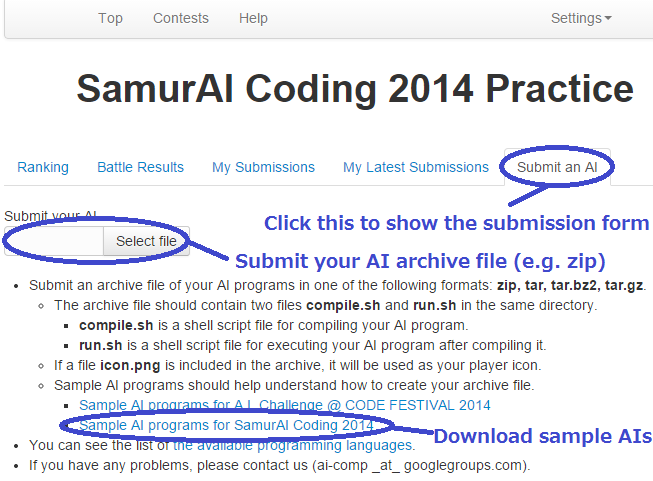 Top Contests Help Settings
SamurAI Coding 2014 Practice
Ranking Battle Results My Submissions My Latest Submissions Submit an AI
Click this to show the submission form
Submit your AI
Select file
Submit your AI archive file (e.g. zip)
Submit an archive file of your AI programs in one of the following formats: zip, tar, tar.bz2, tar.gz.
The archive file should contain two files compile.sh and run.sh in the same directory.
compile.sh is a shell script file for compiling your AI program.
run.sh is a shell script file for executing your AI program after compiling it.
If a file icon.png is included in the archive, it will be used as your player icon.
Sample AI programs should help understand how to create your archive file.
Sample AI programs for A.I. Challenge @ CODE FESTIVAL 2014
Sample AI programs for SamurAI Coding 2014
Download sample AIs
You can see the list of the available programming languages.
If you have any problems, please contact us (ai-comp _at_ googlegroups.com).